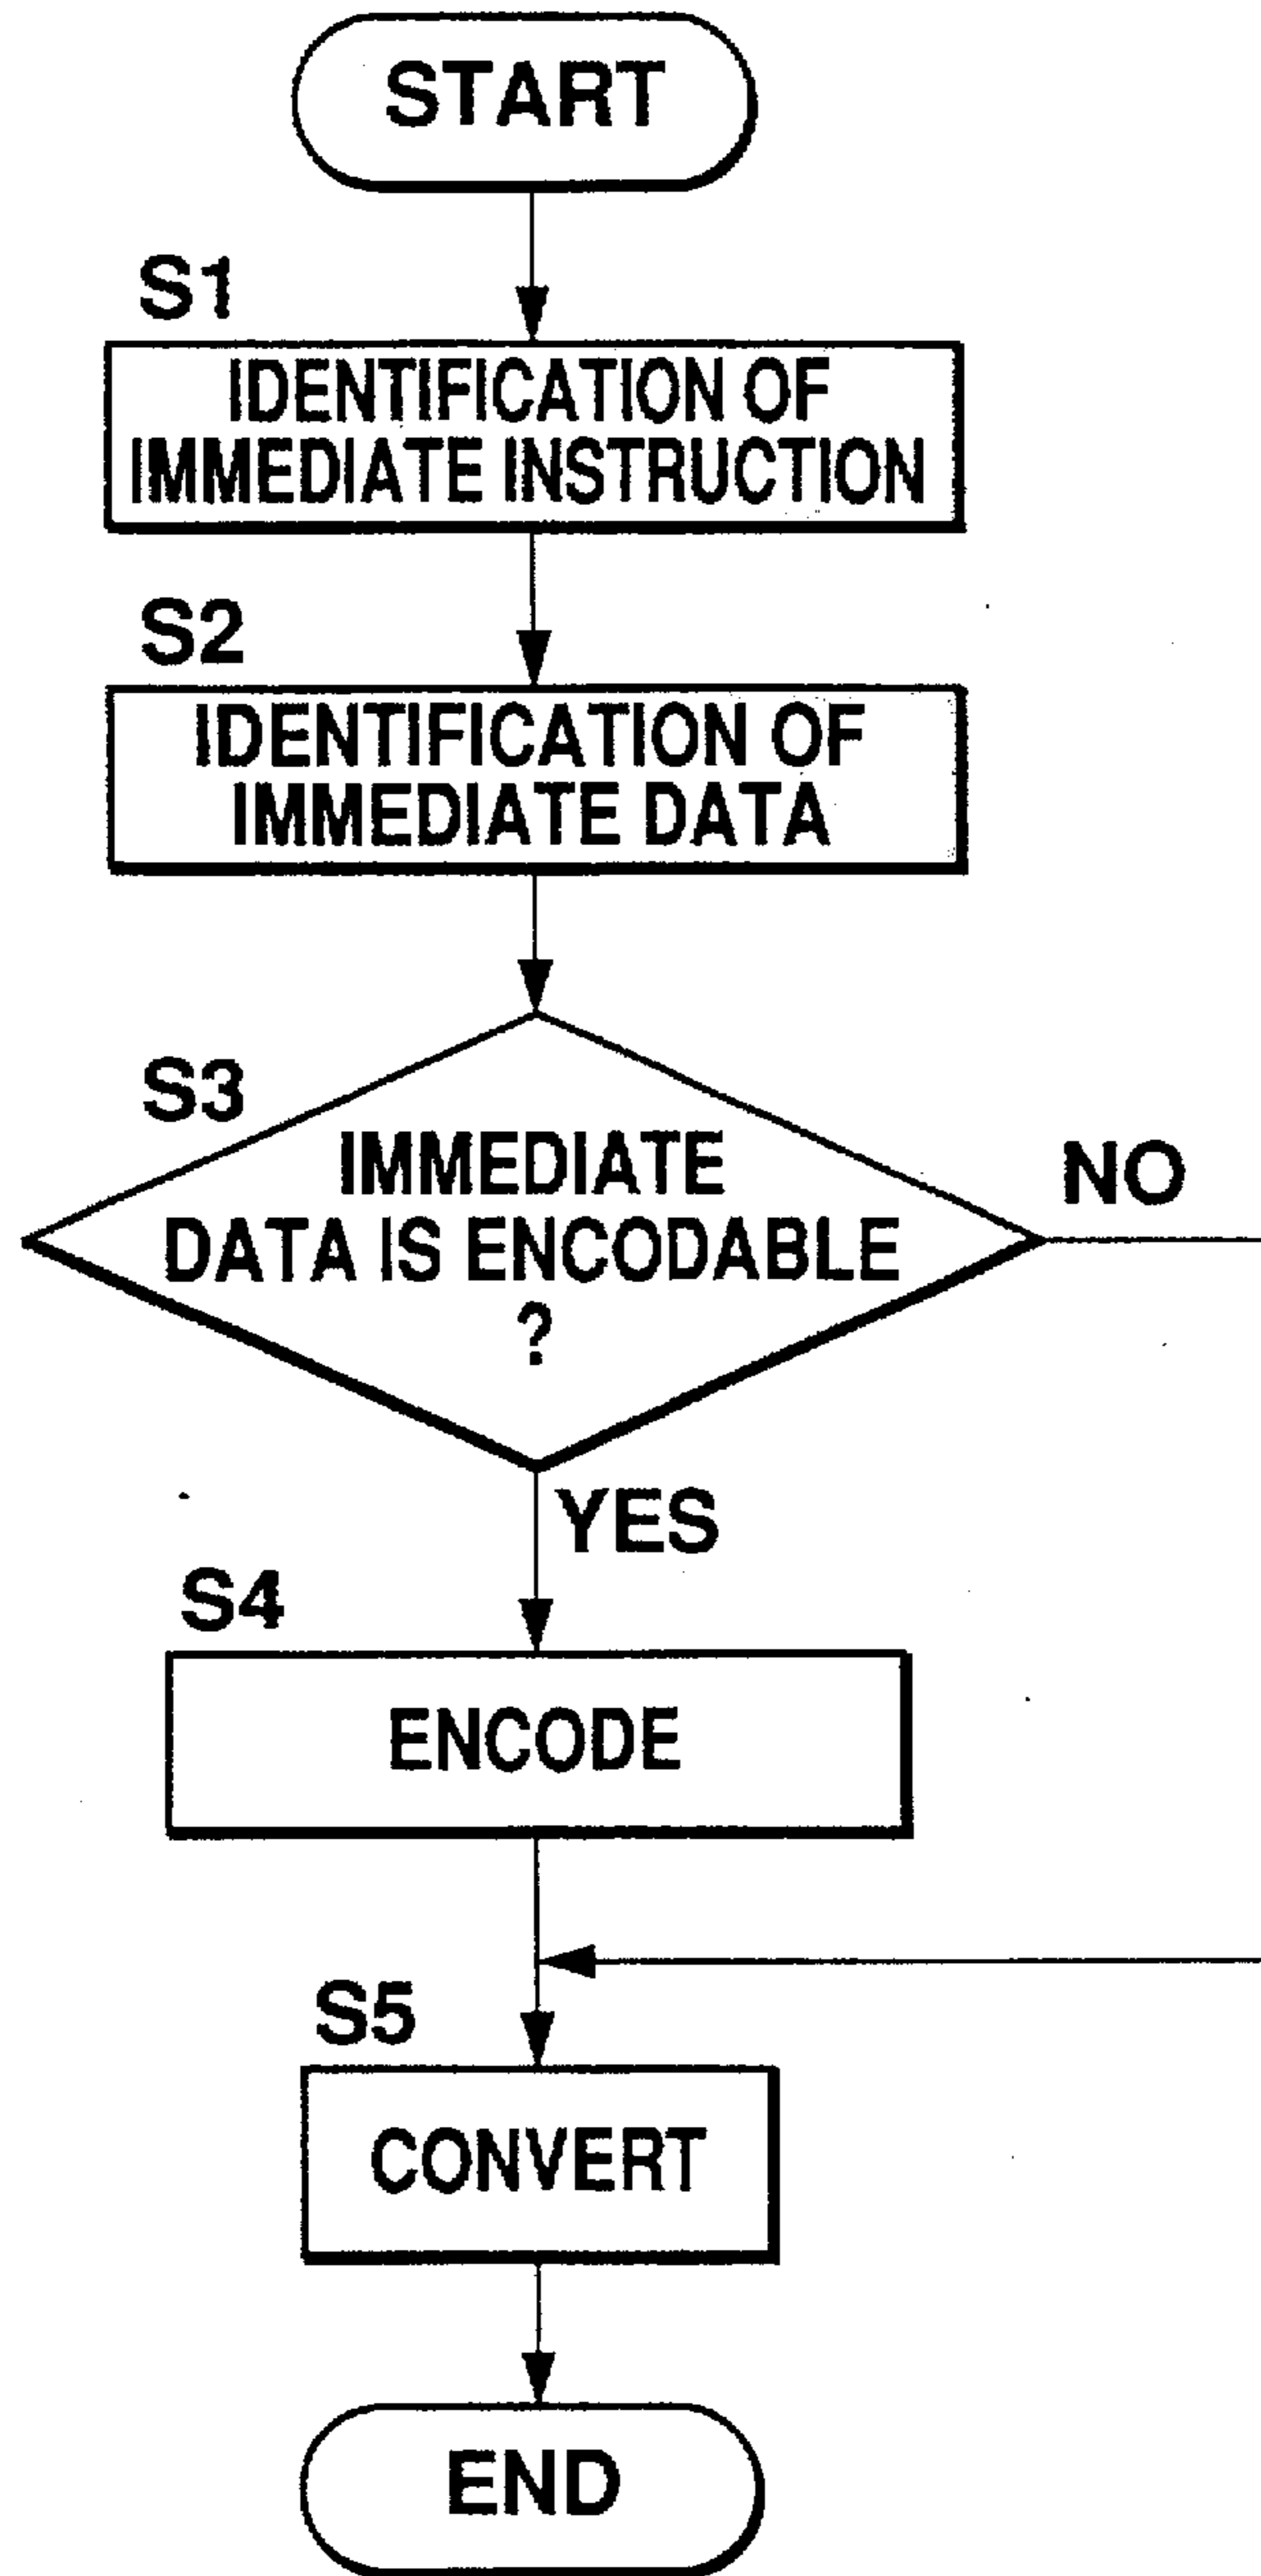 START
S1
IDENTIFICATION OF
IMMEDIATE INSTRUCTION
S2
IDENTIFICATION OF
IMMEDIATE DATA
S3
IMMEDIATE
DATA IS ENCODABLE
?
NO
YES
S4
ENCODE
S5
CONVERT
END